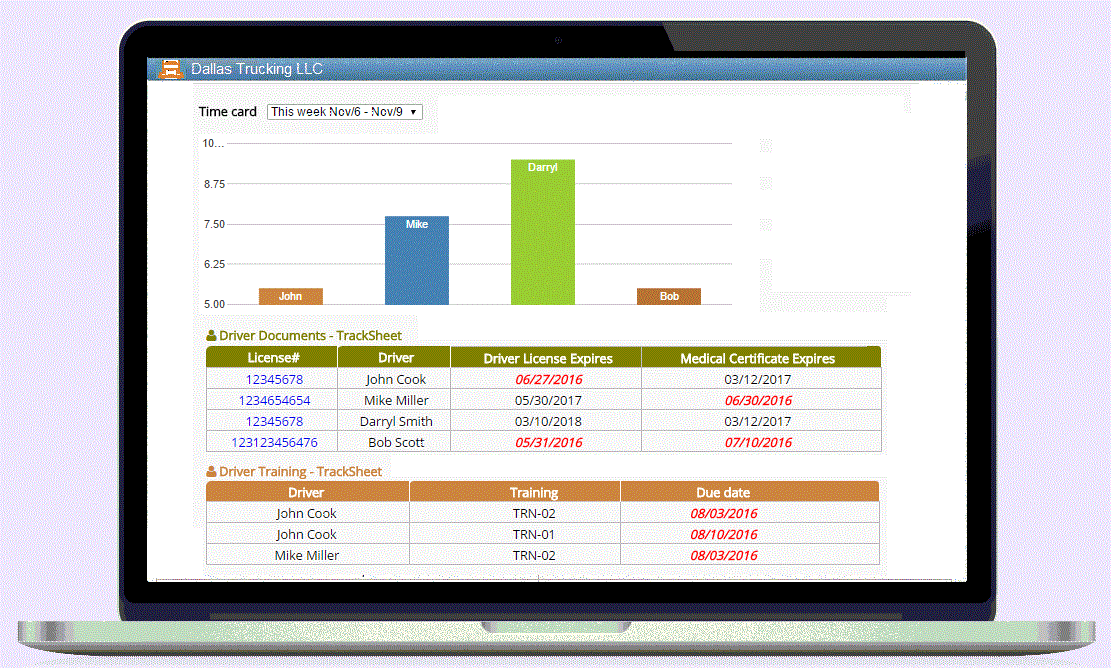 Dallas Trucking LLC
Time card This week Nov/6 - Nov/9
10...
8.75
7.50
6.25
5.00
Darryl
Mike
John
Bob
Driver Documents - TrackSheet
License# Driver Driver License Expires Medical Certificate Expires
12345678 John Cook 06/27/2016 03/12/2017
1234654654 Mike Miller 05/30/2017 06/30/2016
12345678 Darryl Smith 03/10/2018 03/12/2017
123123456476 Bob Scott 05/31/2016 07/10/2016
Driver Training - TrackSheet
Driver Training Due date
John Cook TRN-02 08/03/2016
John Cook TRN-01 08/10/2016
Mike Miller TRN-02 08/03/2016